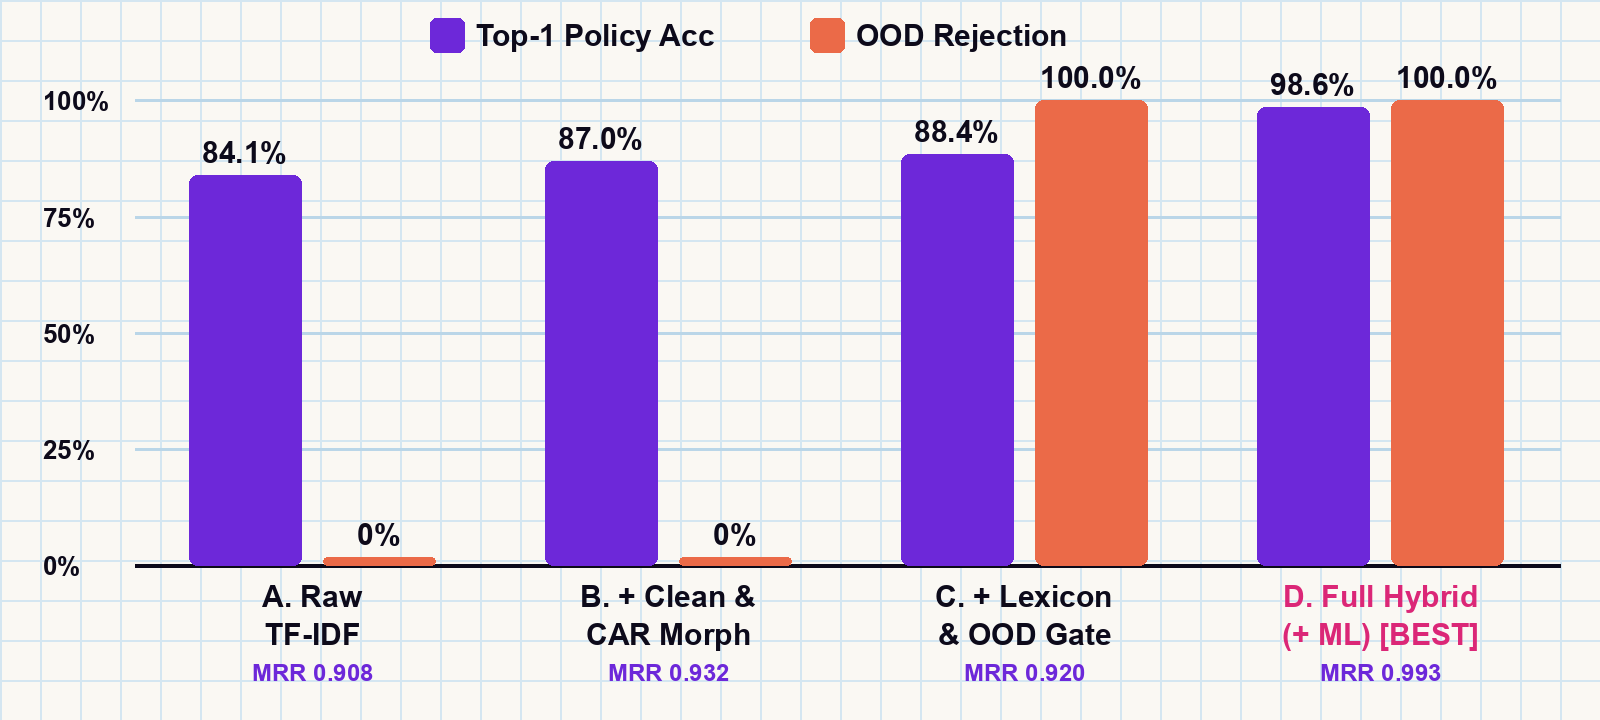 Top-1 Policy Acc
OOD Rejection
100%
75%
50%
25%
0%
84.1%
0%
87.0%
0%
88.4%
100.0%
98.6%
100.0%
A. Raw
TF-IDF
MRR 0.908
B. + Clean &
CAR Morph
MRR 0.932
C. + Lexicon
& OOD Gate
MRR 0.920
D. Full Hybrid
(+ ML) [BEST]
MRR 0.993